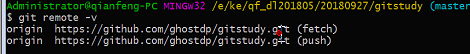 Administrator@qianfeng-PC MINGW32 /e/ke/qf_dl201805/20180927/gitstudy (master
$ git remote -v
origin  https://github.com/ghostdp/gitstudy.git (fetch)
origin  https://github.com/ghostdp/gitstudy.git (push)